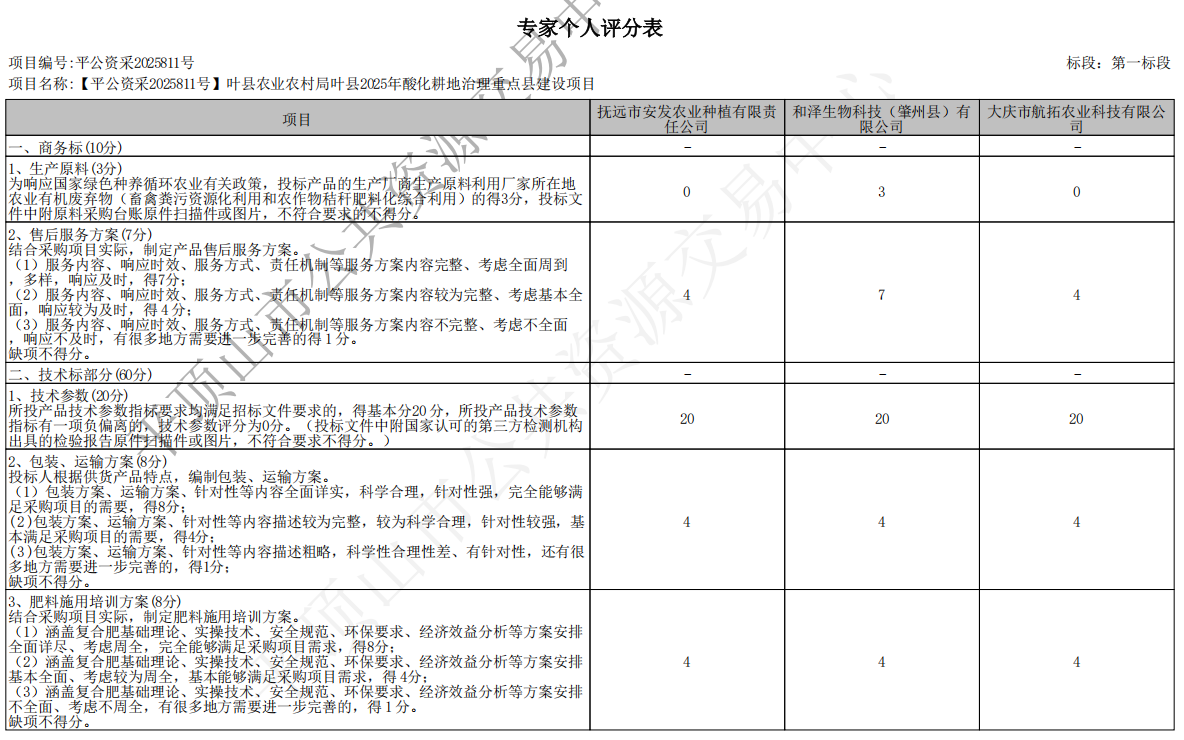 专家个人评分表
项目编号:平公资采2025811号
标段：第一标段
项目名称:【平公资采2025811号】叶县农业农村局叶县2025年酸化耕地治理重点县建设项目
项目
抚远市安发农业种植有限责
任公司
和泽生物科技（肇州县）有
限公司
大庆市航拓农业科技有限公
司
一、商务标(10分)
-
-
-
1、生产原料(3分)
为响应国家绿色种养循环农业有关政策，投标产品的生产厂商生产原料利用厂家所在地
农业有机废弃物（畜禽粪污资源化利用和农作物秸秆肥料化综合利用）的得3分，投标文
件中附原料采购台账原件扫描件或图片，不符合要求的不得分。
0
3
0
2、售后服务方案(7分)
结合采购项目实际，制定产品售后服务方案。
（1）服务内容、响应时效、服务方式、责任机制等服务方案内容完整、考虑全面周到
，多样，响应及时，得7分；
（2）服务内容、响应时效、服务方式、责任机制等服务方案内容较为完整、考虑基本全
面，响应较为及时，得 4 分；
（3）服务内容、响应时效、服务方式、责任机制等服务方案内容不完整、考虑不全面
，响应不及时，有很多地方需要进一步完善的得 1 分。
缺项不得分。
4
7
4
二、技术标部分(60分)
-
-
-
1、技术参数(20分)
所投产品技术参数指标要求均满足招标文件要求的，得基本分20 分，所投产品技术参数
指标有一项负偏离的，技术参数评分为0分。（投标文件中附国家认可的第三方检测机构
出具的检验报告原件扫描件或图片，不符合要求不得分。）
20
20
20
2、包装、运输方案(8分)
投标人根据供货产品特点，编制包装、运输方案。
（1）包装方案、运输方案、针对性等内容全面详实，科学合理，针对性强，完全能够满
足采购项目的需要，得8分；
(2)包装方案、运输方案、针对性等内容描述较为完整，较为科学合理，针对性较强，基
本满足采购项目的需要，得4分；
(3)包装方案、运输方案、针对性等内容描述粗略，科学性合理性差、有针对性，还有很
多地方需要进一步完善的，得1分；
缺项不得分。
4
4
4
3、肥料施用培训方案(8分)
结合采购项目实际，制定肥料施用培训方案。
（1）涵盖复合肥基础理论、实操技术、安全规范、环保要求、经济效益分析等方案安排
全面详尽、考虑周全，完全能够满足采购项目需求，得8分；
（2）涵盖复合肥基础理论、实操技术、安全规范、环保要求、经济效益分析等方案安排
基本全面、考虑较为周全，基本能够满足采购项目需求，得 4分；
（3）涵盖复合肥基础理论、实操技术、安全规范、环保要求、经济效益分析等方案安排
不全面、考虑不周全，有很多地方需要进一步完善的，得 1 分。
缺项不得分。
4
4
4
平顶山市公共资源交易中
顶山市公共资源交易中心